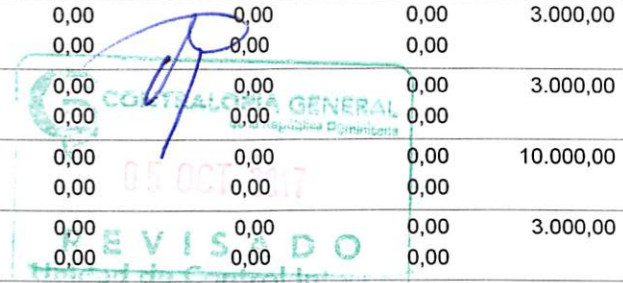 0,00 0,00 0,00 3.000,00
0,00 0,00 0,00
0,00 0,00 0,00 3.000,00
CONTRALORIA GENERAL
0,00 0,00 0,00
de la República Dominicana
0,00 0,00 0,00 10.000,00
05 OCT 2017
0,00 0,00 0,00
0,00 0,00 0,00 3.000,00
REVISADO
0,00 0,00 0,00
Unidad de Control